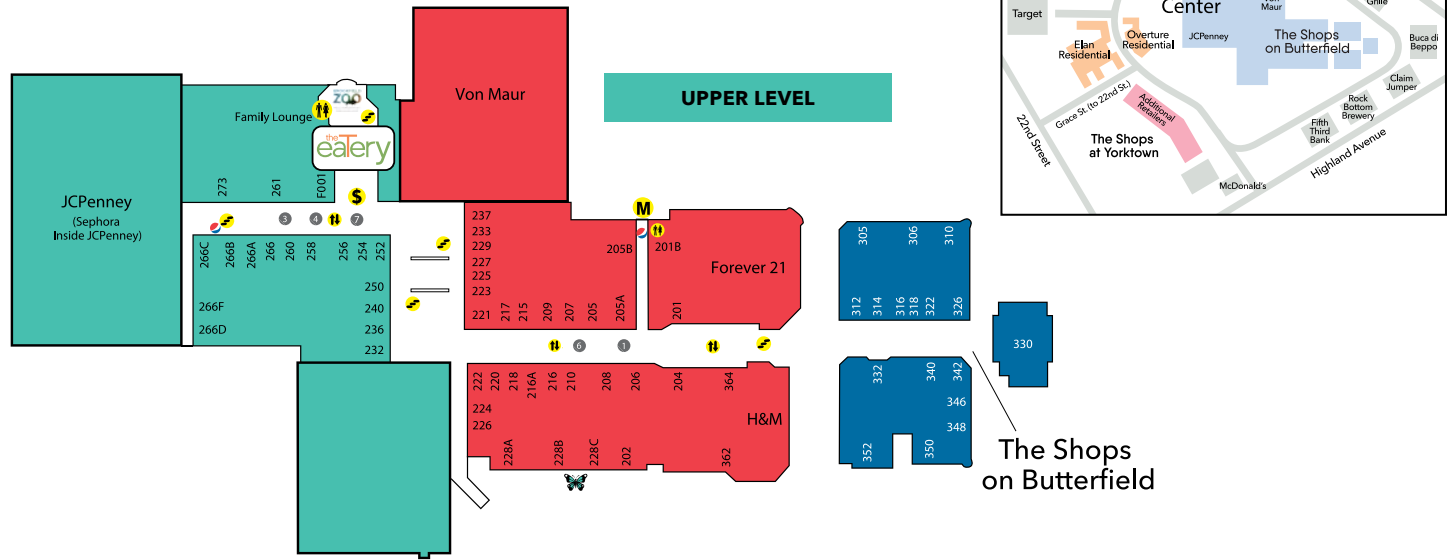 UPPER LEVEL
JCPenney
(Sephora
Inside JCPenney)
Family Lounge
ZOO
the
eaTery
273
261
F001
$
3
4
7
266C
266B
266A
266
260
258
256
254
252
250
240
236
232
266F
266D
Von Maur
237
233
229
227
225
223
221
217
215
209
207
205
205A
205B
M
201B
201
Forever 21
6
1
222
220
218
216A
216
210
208
206
204
364
224
226
H&M
228A
228B
228C
202
362
305
306
310
312
314
316
318
322
326
330
332
340
342
346
348
352
350
The Shops
on Butterfield
Target
Center
Maur
Grille
JCPenney
The Shops
on Butterfield
Elan
Residential
Overture
Residential
Buca di
Beppo
Claim
Jumper
Rock
Bottom
Brewery
Fifth
Third
Bank
Grace St. (to 22nd St.)
Additional
Retailers
22nd Street
The Shops
at Yorktown
McDonald's
Highland Avenue